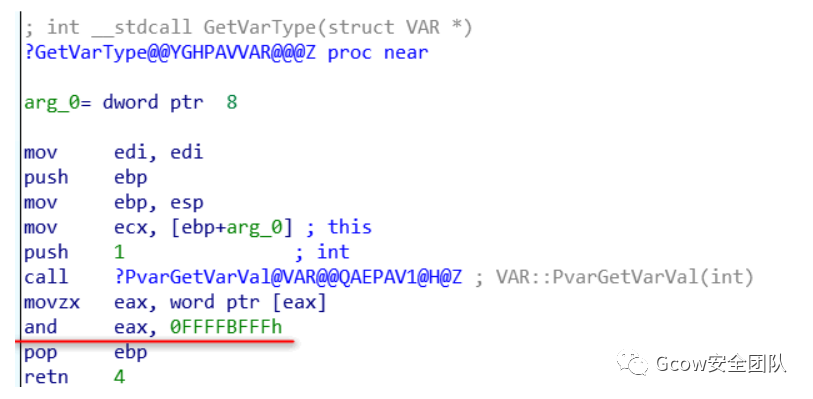 ; int __stdcall GetVarType(struct VAR *)
?GetVarType@@YGHPAVVAR@@@Z proc near
arg_0= dword ptr 8
mov edi, edi
push ebp
mov ebp, esp
mov ecx, [ebp+arg_0] ; this
push 1 ; int
call ?PvarGetVarVal@VAR@@QAEPAV1@H@Z ; VAR::PvarGetVarVal(int)
movzx eax, word ptr [eax]
and eax, 0FFFFBFFFh
pop ebp
retn 4
Gcow安全团队